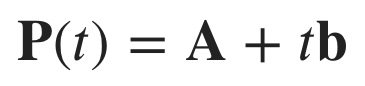 P(t) = A + tb